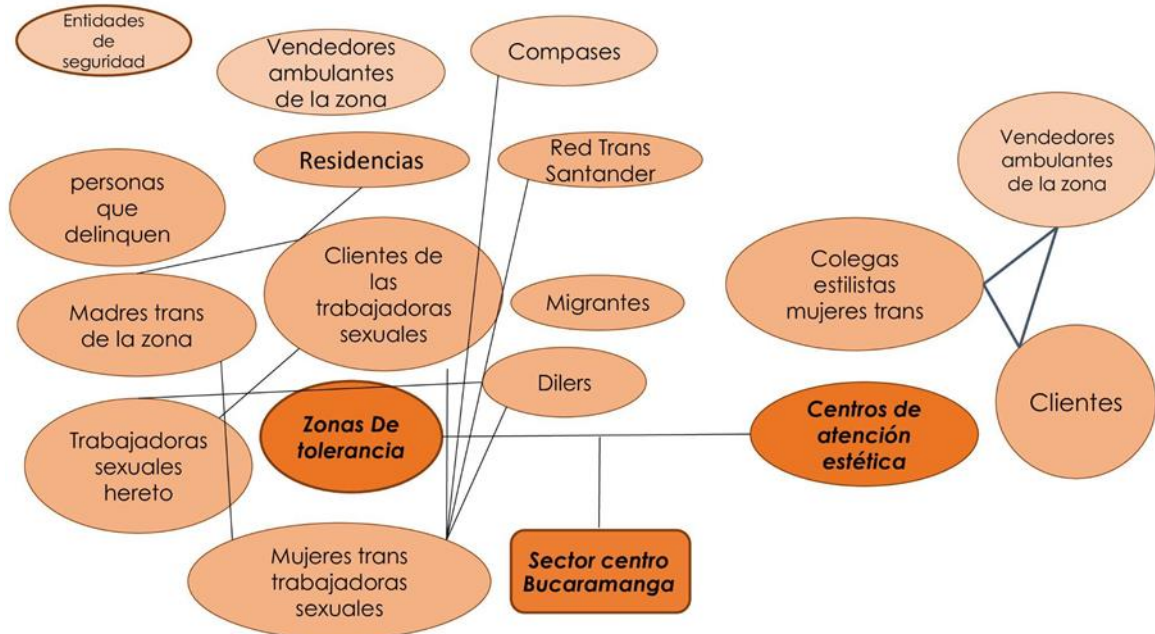 Entidades
de
seguridad
Vendedores
ambulantes
de la zona
Compases
Residencias
Red Trans
Santander
personas
que
delinquen
Clientes de
las
trabajadoras
sexuales
Migrantes
Madres trans
de la zona
Dilers
Trabajadoras
sexuales
hereto
Zonas De
tolerancia
Mujeres trans
trabajadoras
sexuales
Sector centro
Bucaramanga
Vendedores
ambulantes
de la zona
Colegas
estilistas
mujeres trans
Clientes
Centros de
atención
estética